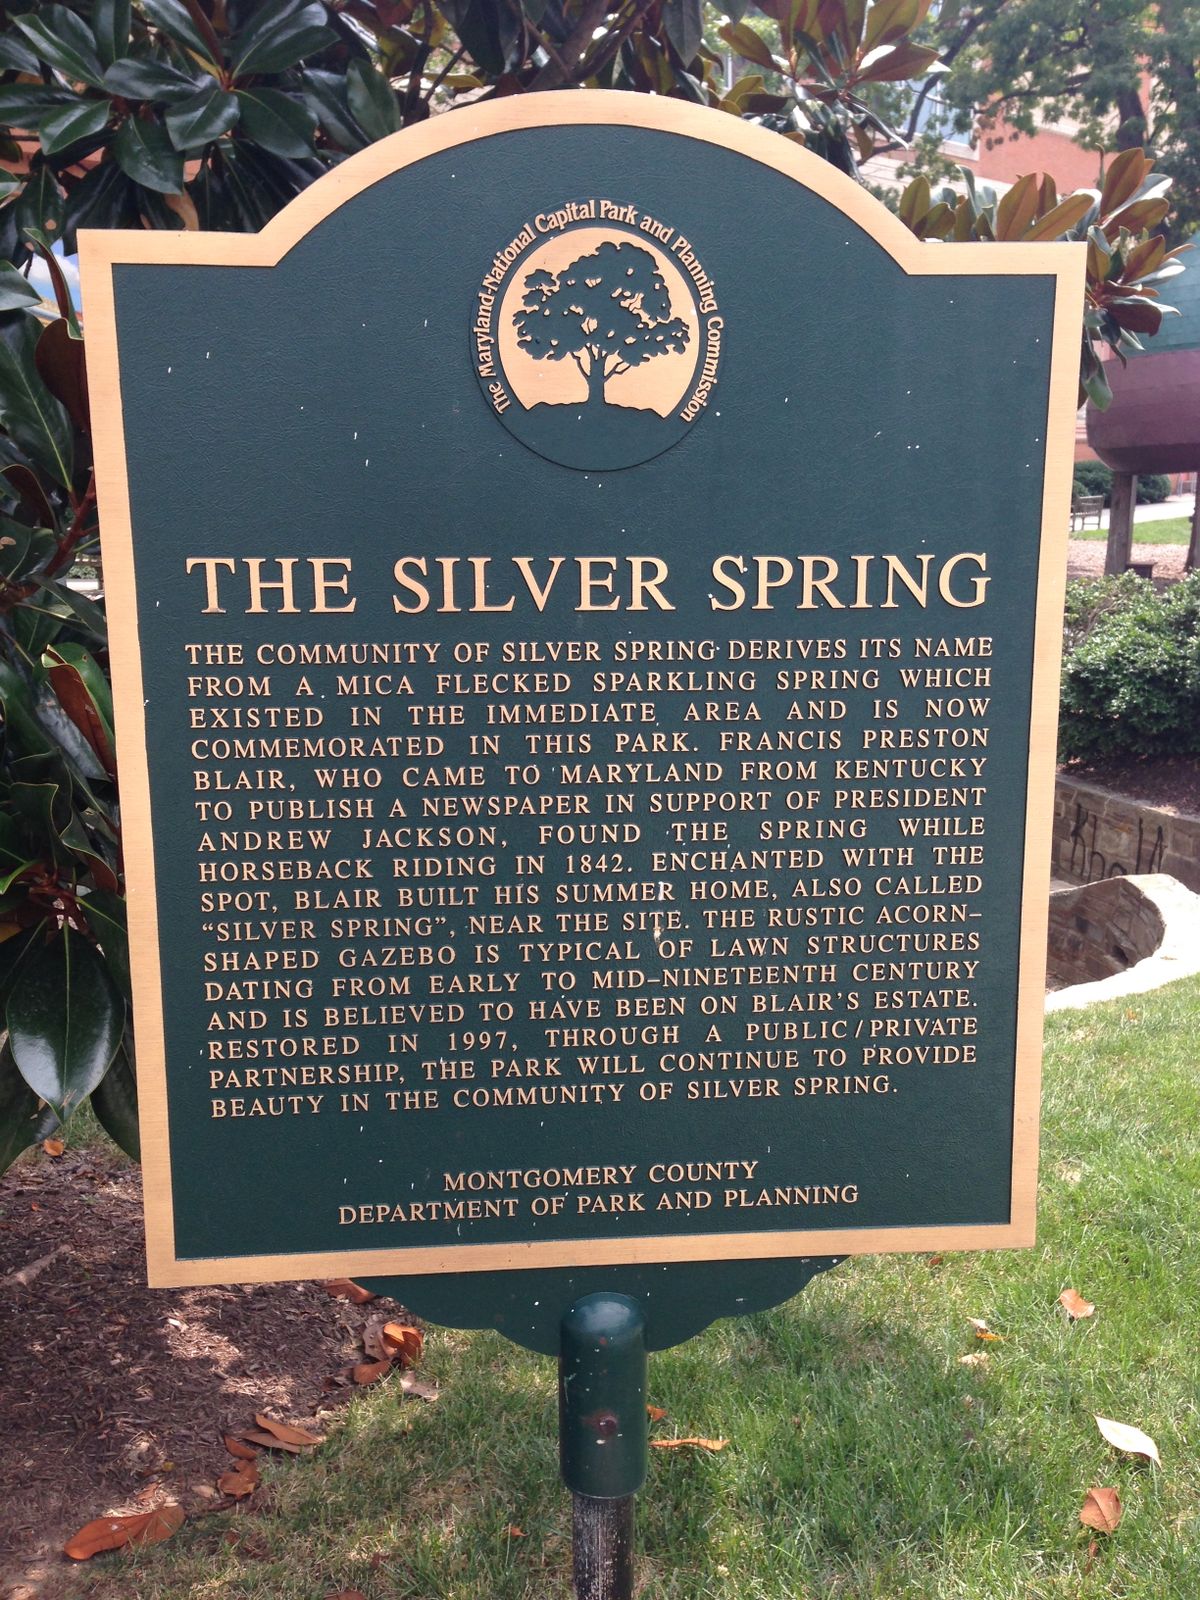 The Maryland-National Capital Park and Planning Commission
THE SILVER SPRING
THE COMMUNITY OF SILVER SPRING DERIVES ITS NAME
FROM A MICA FLECKED SPARKLING SPRING WHICH
EXISTED IN THE IMMEDIATE AREA AND IS NOW
COMMEMORATED IN THIS PARK. FRANCIS PRESTON
BLAIR, WHO CAME TO MARYLAND FROM KENTUCKY
TO PUBLISH A NEWSPAPER IN SUPPORT OF PRESIDENT
ANDREW JACKSON, FOUND THE SPRING WHILE
HORSEBACK RIDING IN 1842. ENCHANTED WITH THE
SPOT, BLAIR BUILT HIS SUMMER HOME, ALSO CALLED
“SILVER SPRING”, NEAR THE SITE. THE RUSTIC ACORN–
SHAPED GAZEBO IS TYPICAL OF LAWN STRUCTURES
DATING FROM EARLY TO MID–NINETEENTH CENTURY
AND IS BELIEVED TO HAVE BEEN ON BLAIR’S ESTATE.
RESTORED IN 1997, THROUGH A PUBLIC/PRIVATE
PARTNERSHIP, THE PARK WILL CONTINUE TO PROVIDE
BEAUTY IN THE COMMUNITY OF SILVER SPRING.
MONTGOMERY COUNTY
DEPARTMENT OF PARK AND PLANNING